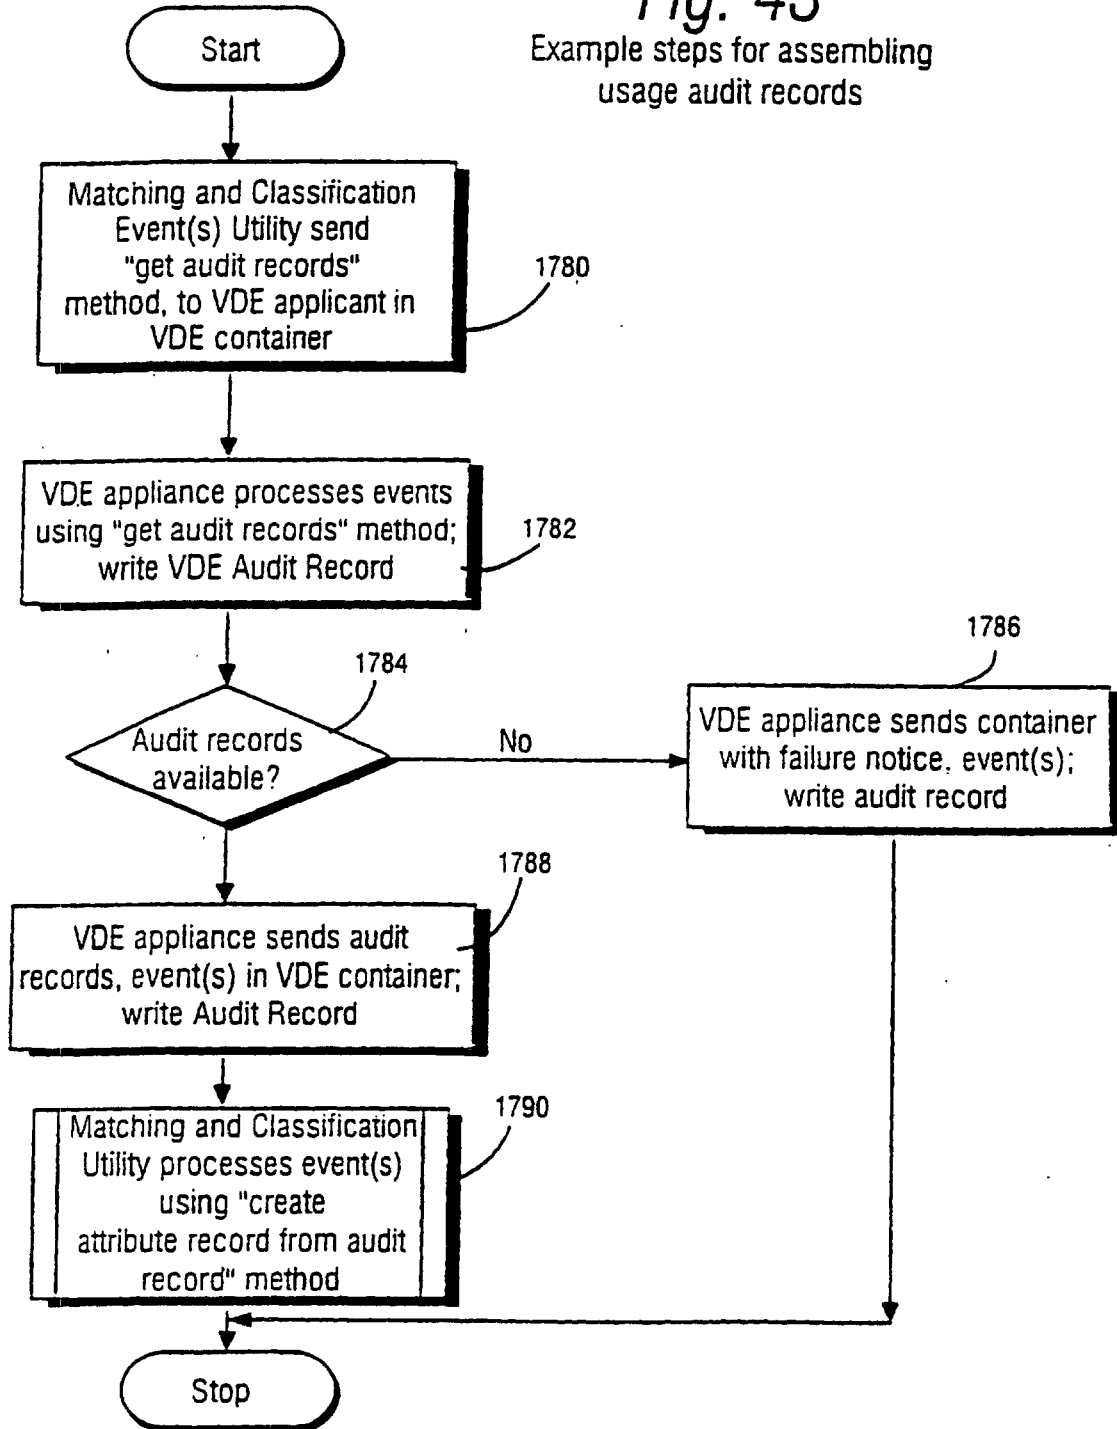 Fig. 43
Example steps for assembling
usage audit records
Start
Matching and Classification
Event(s) Utility send
"get audit records"
method, to VDE applicant in
VDE container
1780
VDE appliance processes events
using "get audit records" method;
write VDE Audit Record
1782
1784
Audit records
available?
No
1786
VDE appliance sends container
with failure notice, event(s);
write audit record
1788
VDE appliance sends audit
records, event(s) in VDE container;
write Audit Record
1790
Matching and Classification
Utility processes event(s)
using "create
attribute record from audit
record" method
Stop